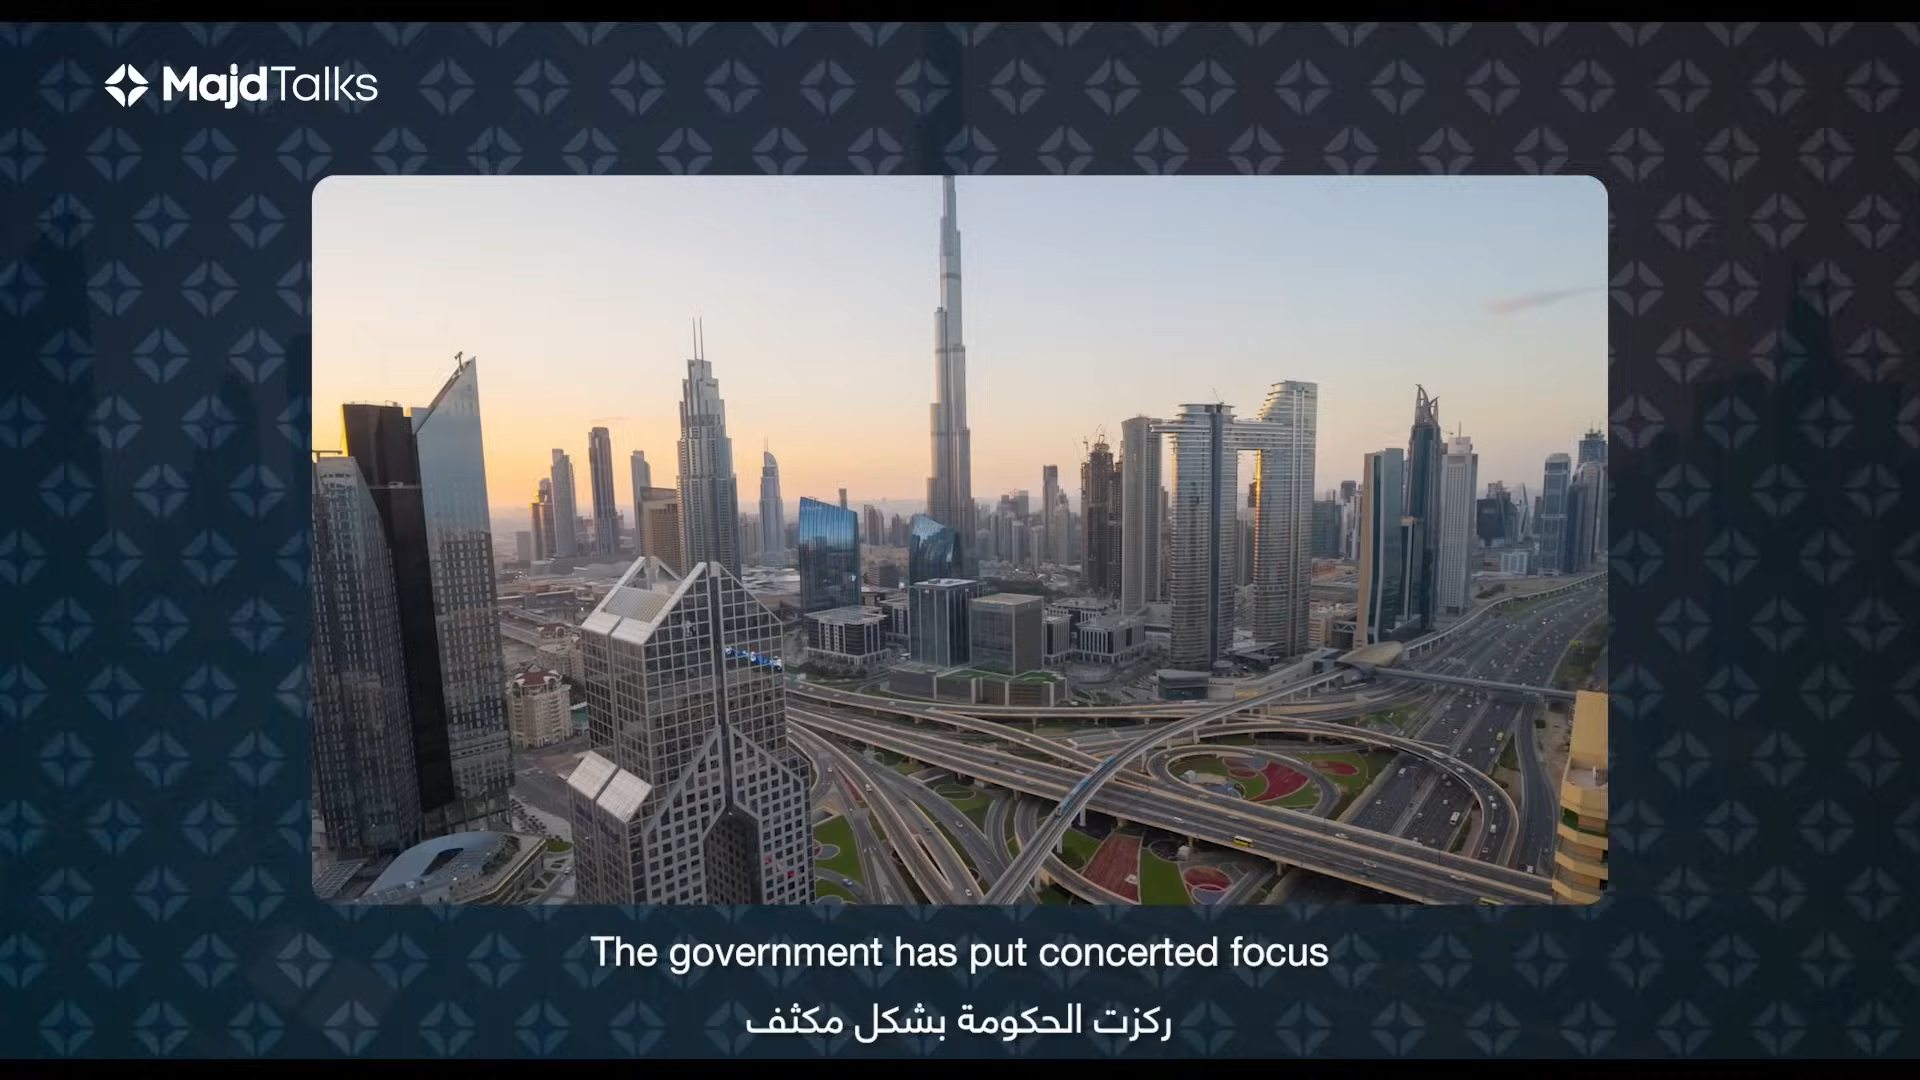 MajdTalks
The government has put concerted focus
ركزت الحكومة بشكل مكثف